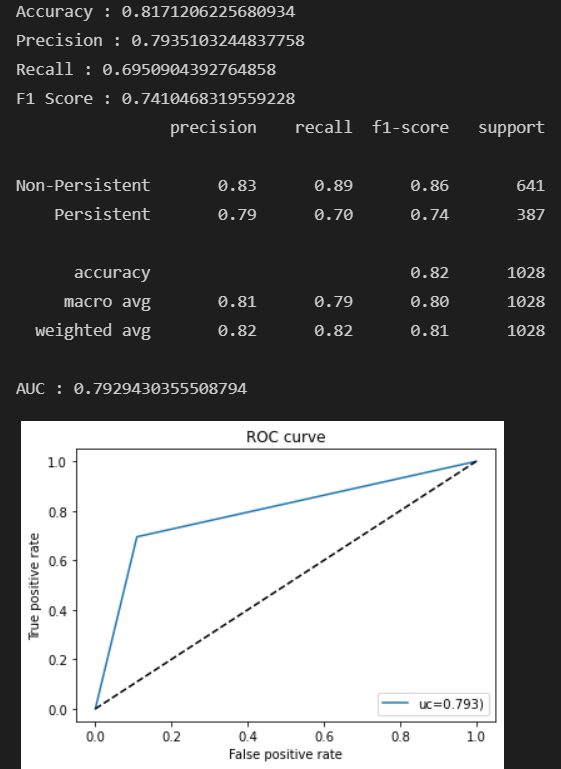 Accuracy : 0.8171206225680934
Precision : 0.7935103244837758
Recall : 0.6950904392764858
F1 Score : 0.7410468319559228
precision recall f1-score support
Non-Persistent 0.83 0.89 0.86 641
Persistent 0.79 0.70 0.74 387
accuracy 0.82 1028
macro avg 0.81 0.79 0.80 1028
weighted avg 0.82 0.82 0.81 1028
AUC : 0.7929430355508794
ROC curve
1.0
0.8
0.6
0.4
0.2
0.0
True positive rate
uc=0.793)
0.0 0.2 0.4 0.6 0.8 1.0
False positive rate